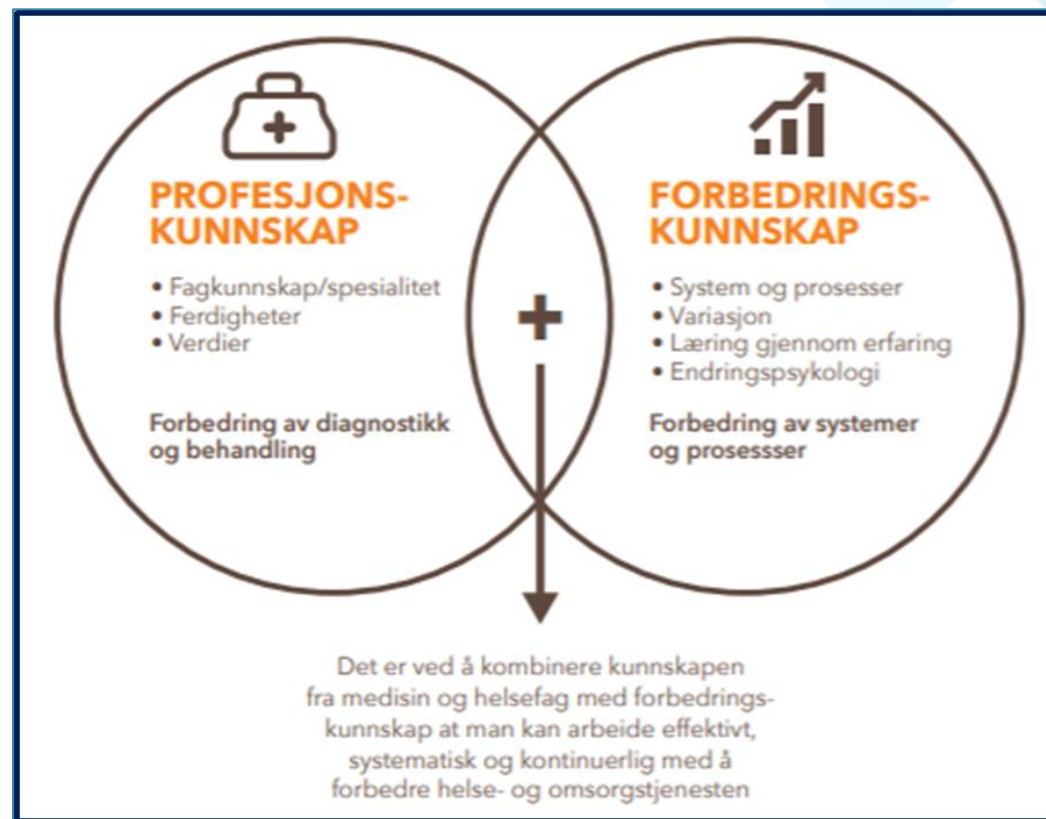 PROFESJONS-
KUNNSKAP
• Fagkunnskap/spesialitet
• Ferdigheter
• Verdier
Forbedring av diagnostikk
og behandling
FORBEDRINGS-
KUNNSKAP
• System og prosesser
• Variasjon
• Læring gjennom erfaring
• Endringspsykologi
Forbedring av systemer
og prosessser
Det er ved å kombinere kunnskapen
fra medisin og helsefag med forbedrings-
kunnskap at man kan arbeide effektivt,
systematisk og kontinuerlig med å
forbedre helse- og omsorgstjenesten